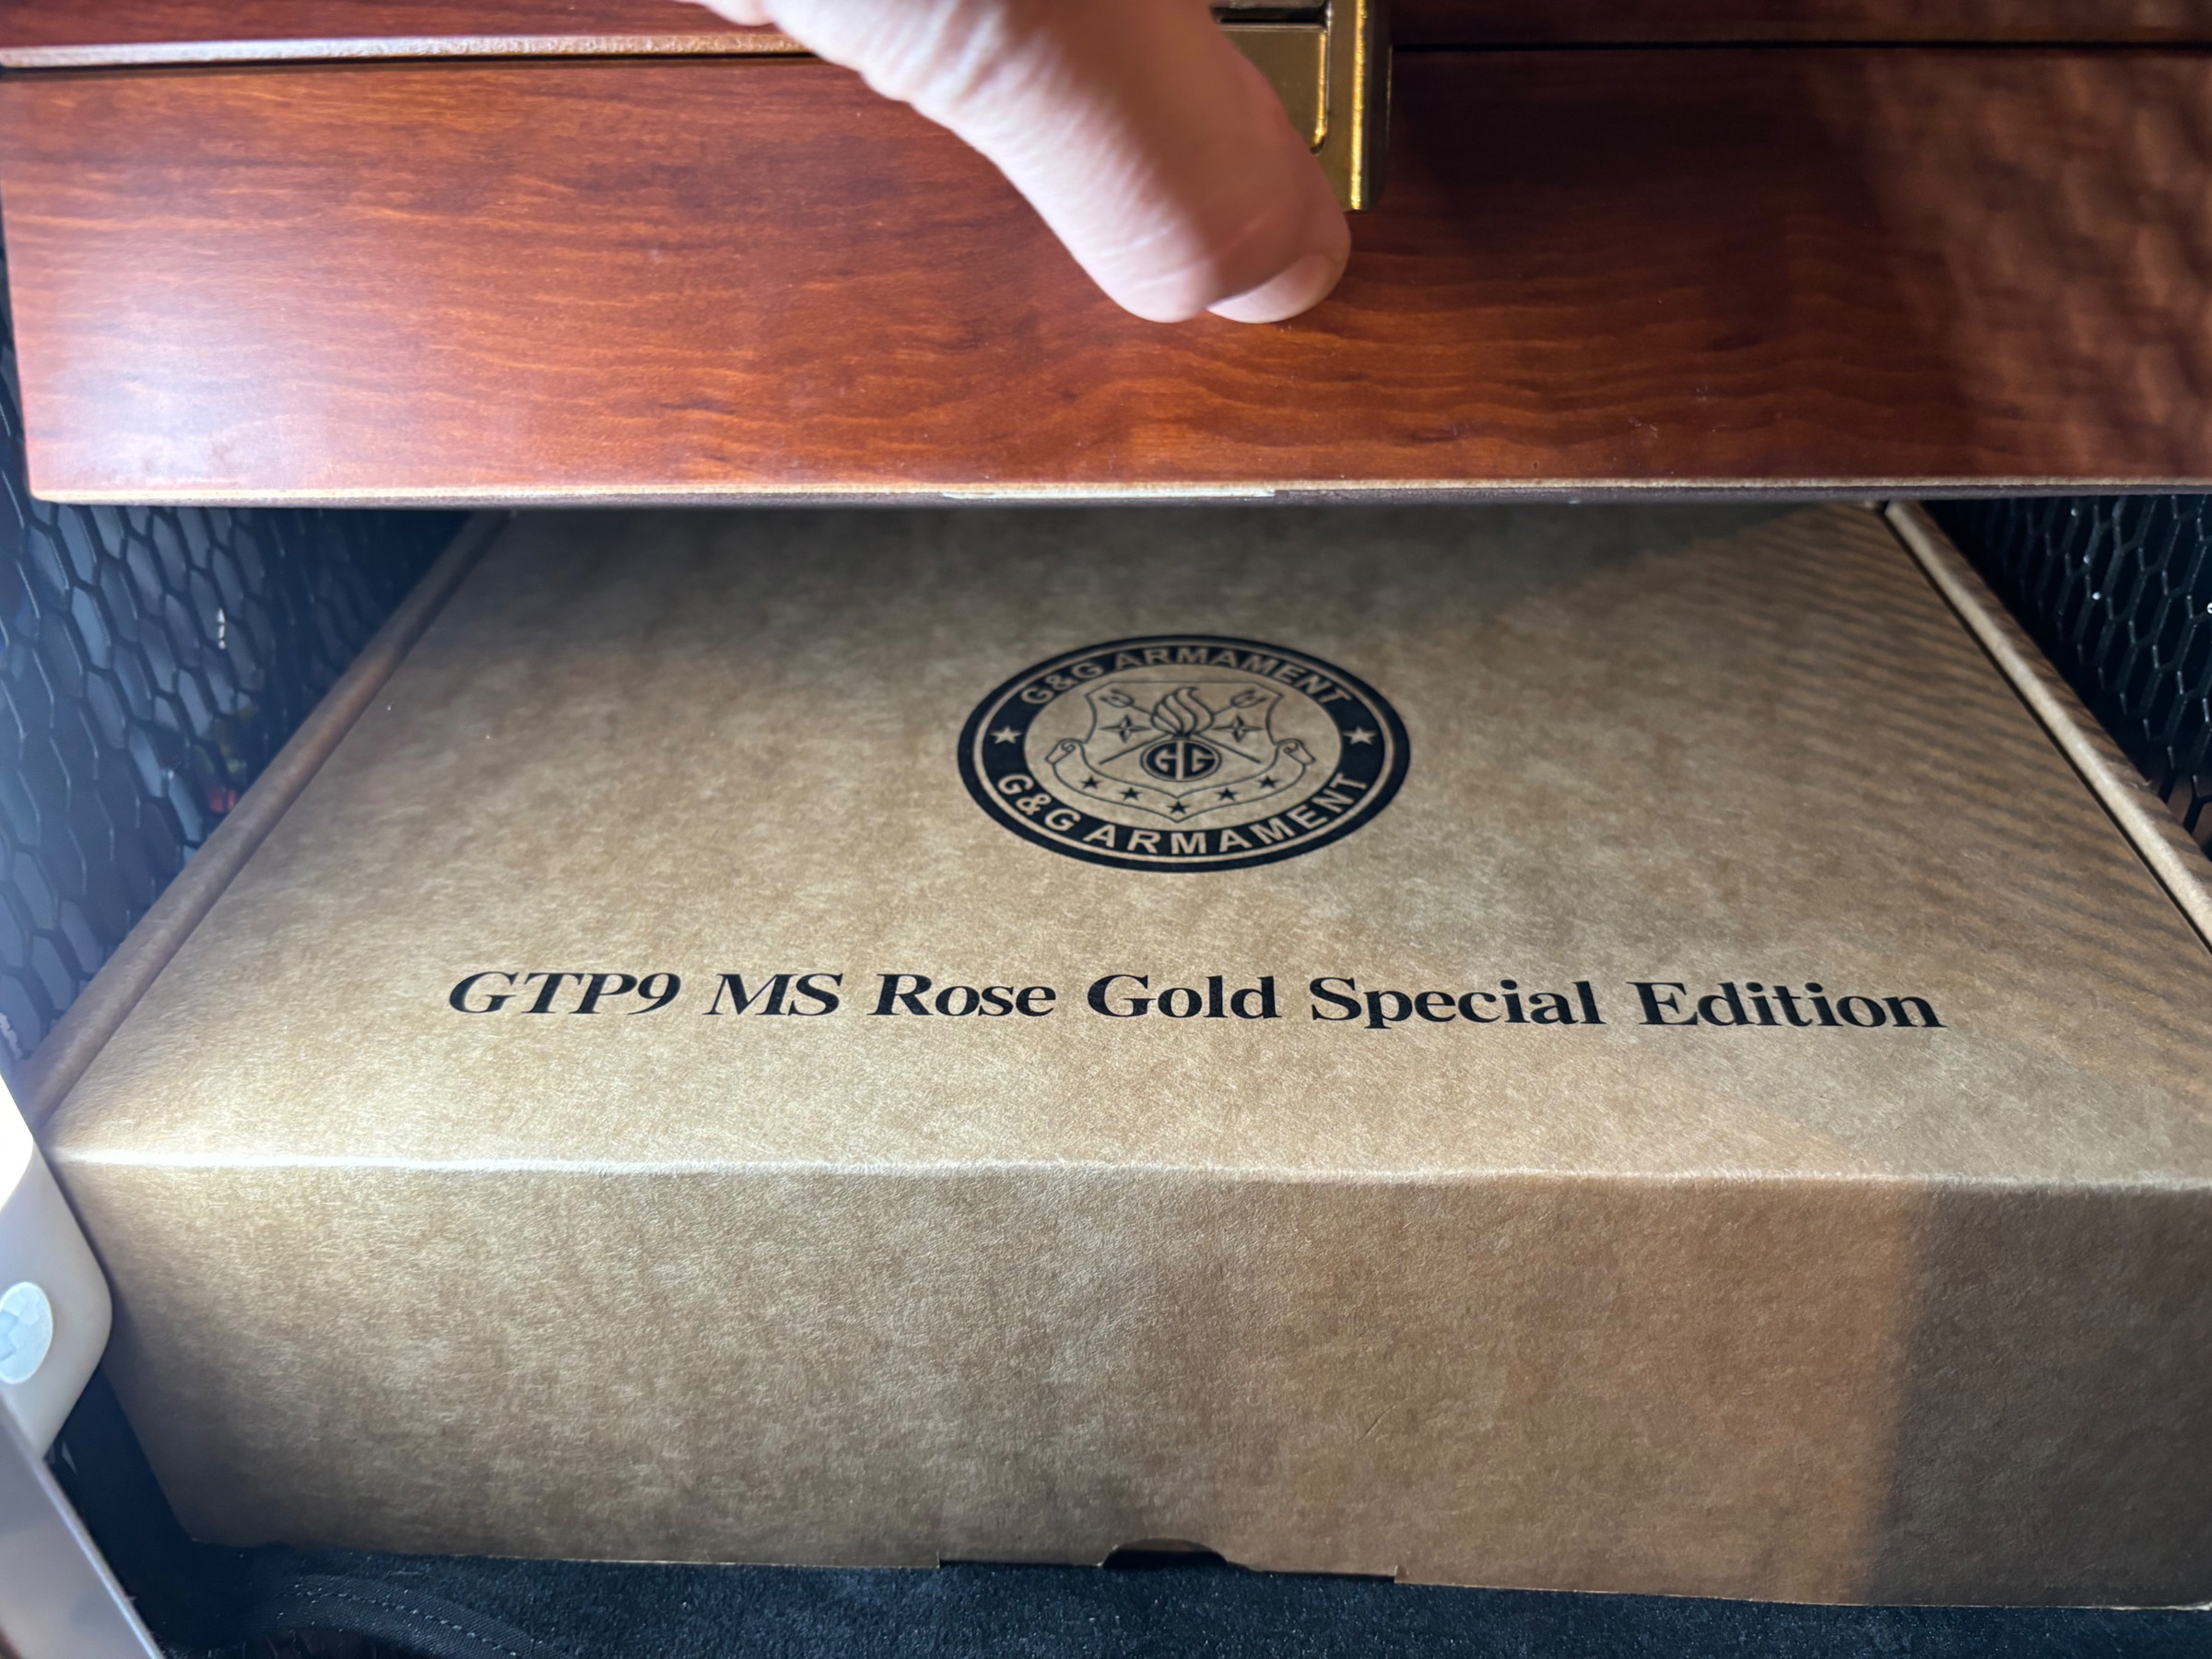 G&G ARMAMENT
GG
G&G ARMAMENT
GTP9 MS Rose Gold Special Edition